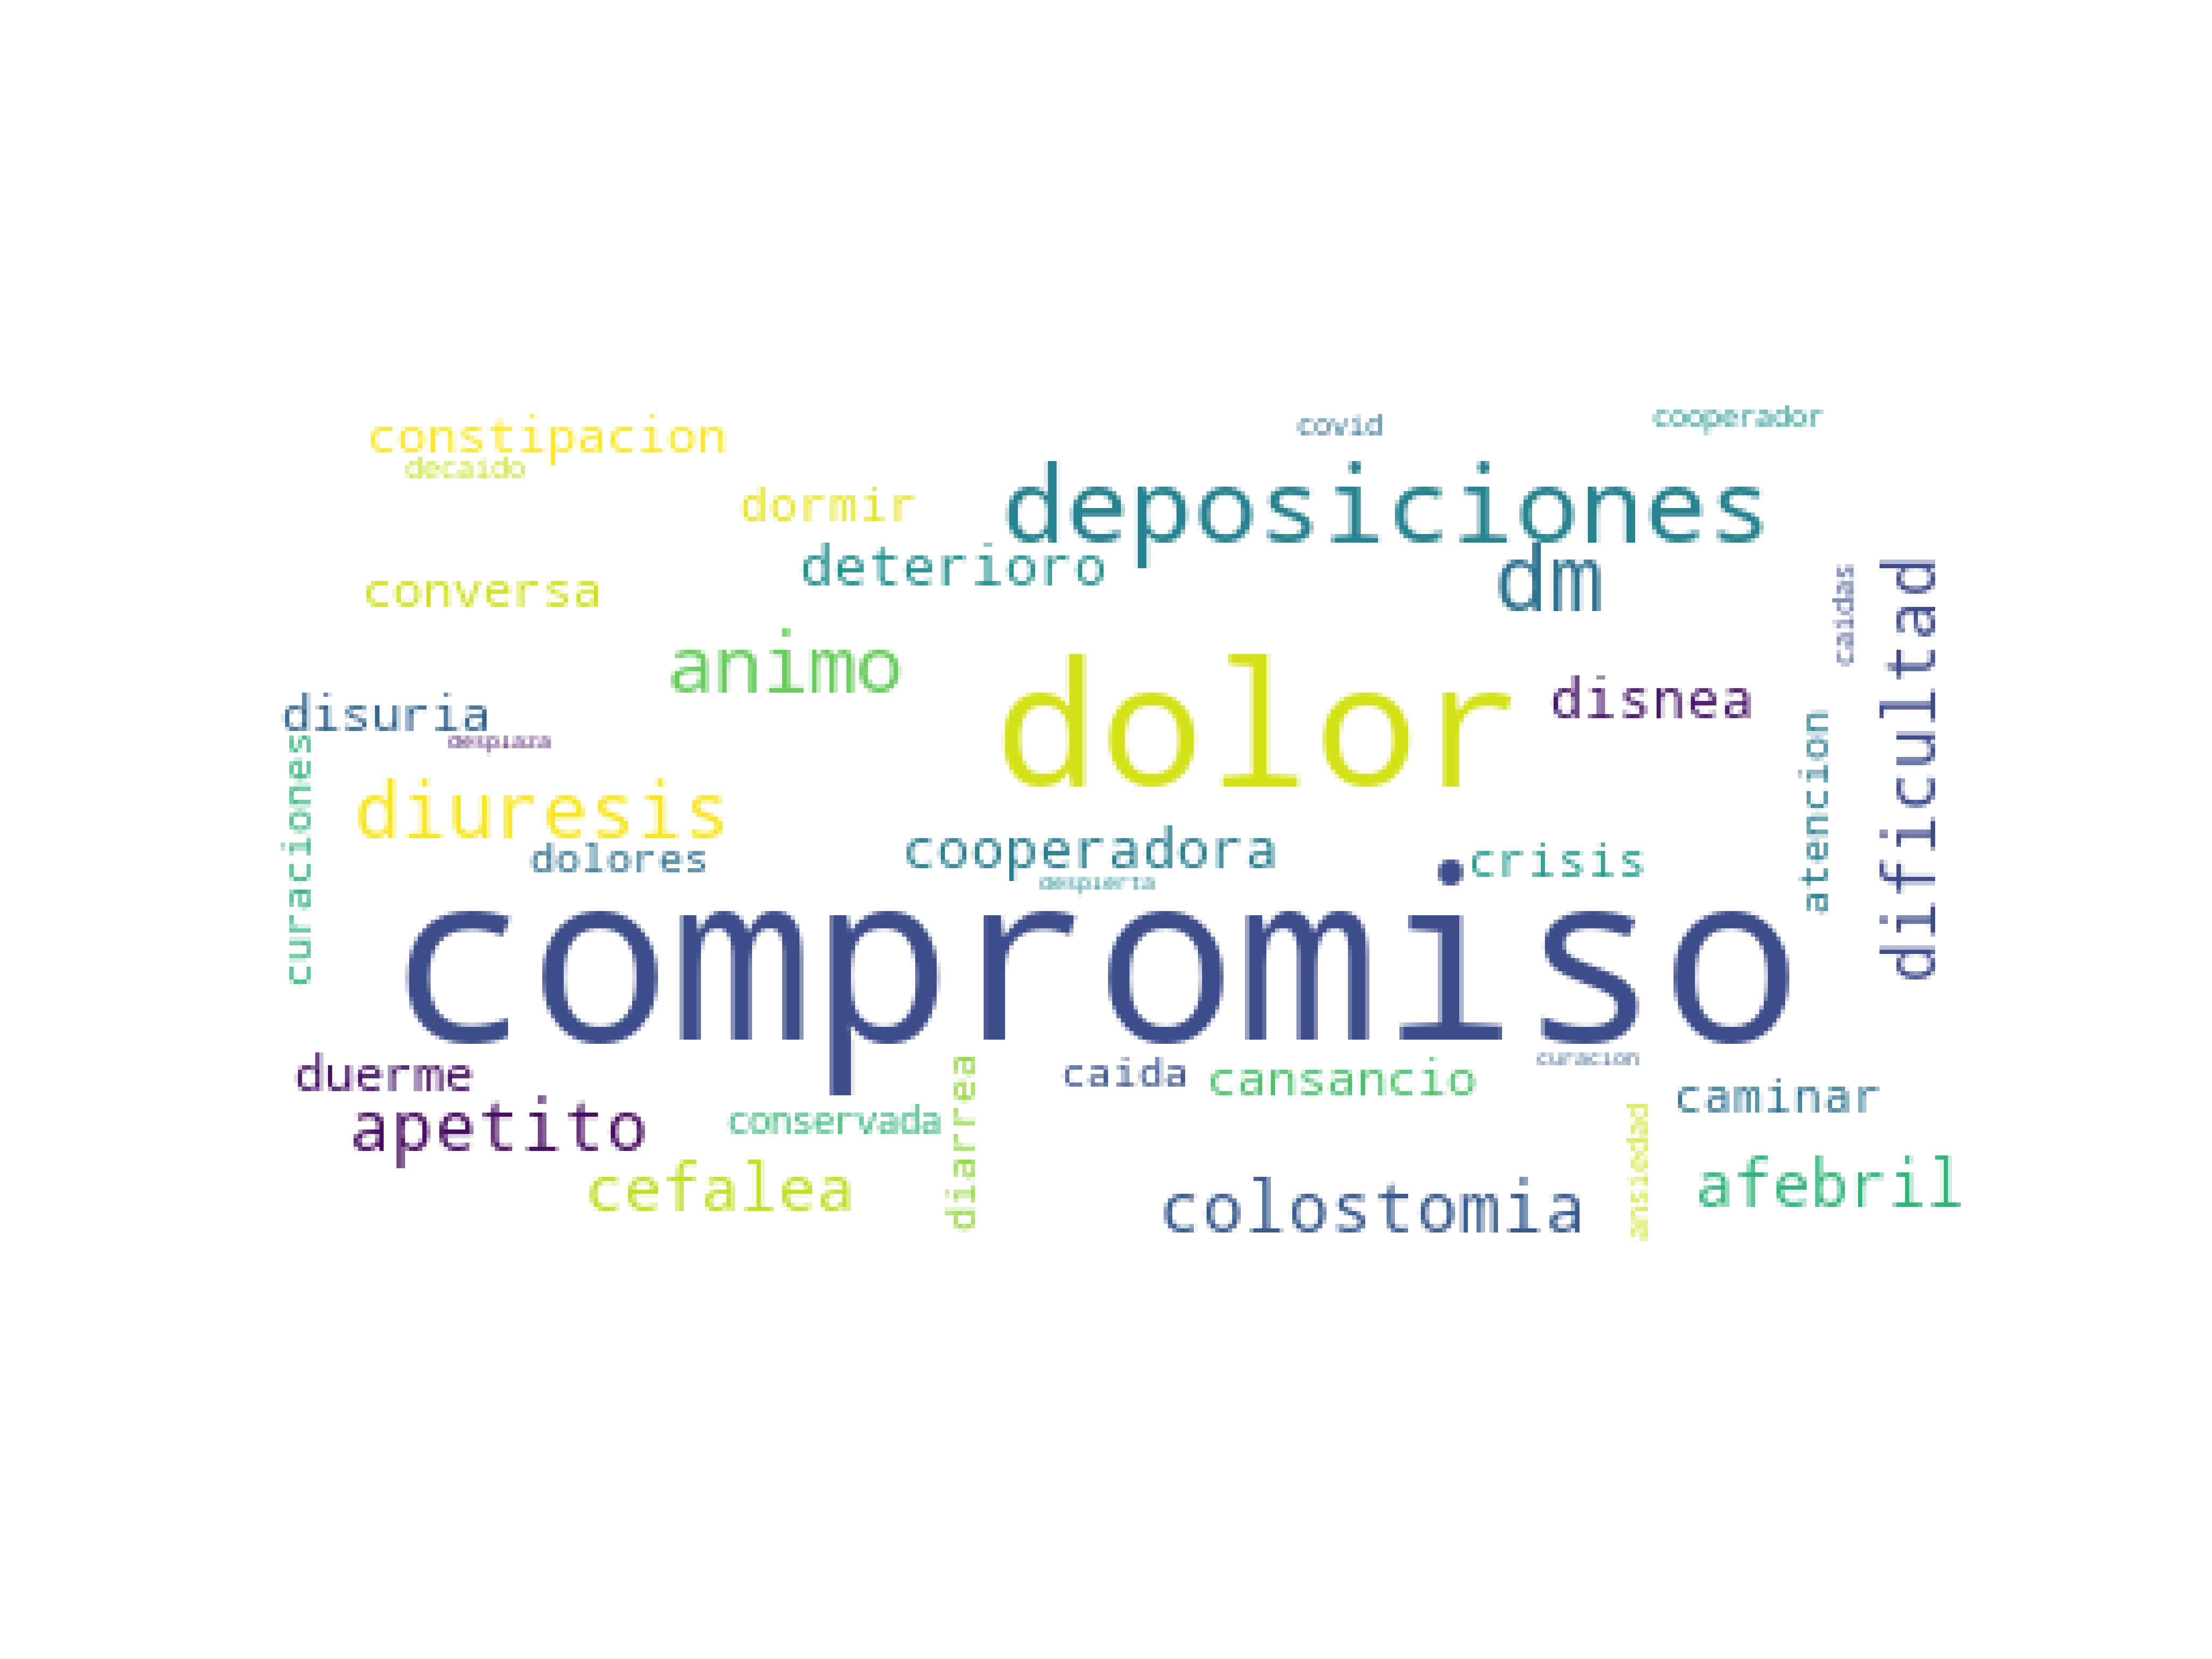 constipacion
covid
cooperador
decaido
dormir
deposiciones
deterioro
dm
conversa
caidas
dificultad
animo
dolor
disnea
disuria
desplaza
curaciones
atencion
diuresis
dolores
cooperadora
crisis
despierta
compromiso
duerme
caida
cansancio
curacion
caminar
apetito
conservada
diarrea
ansiedad
cefalea
colostomia
afebril